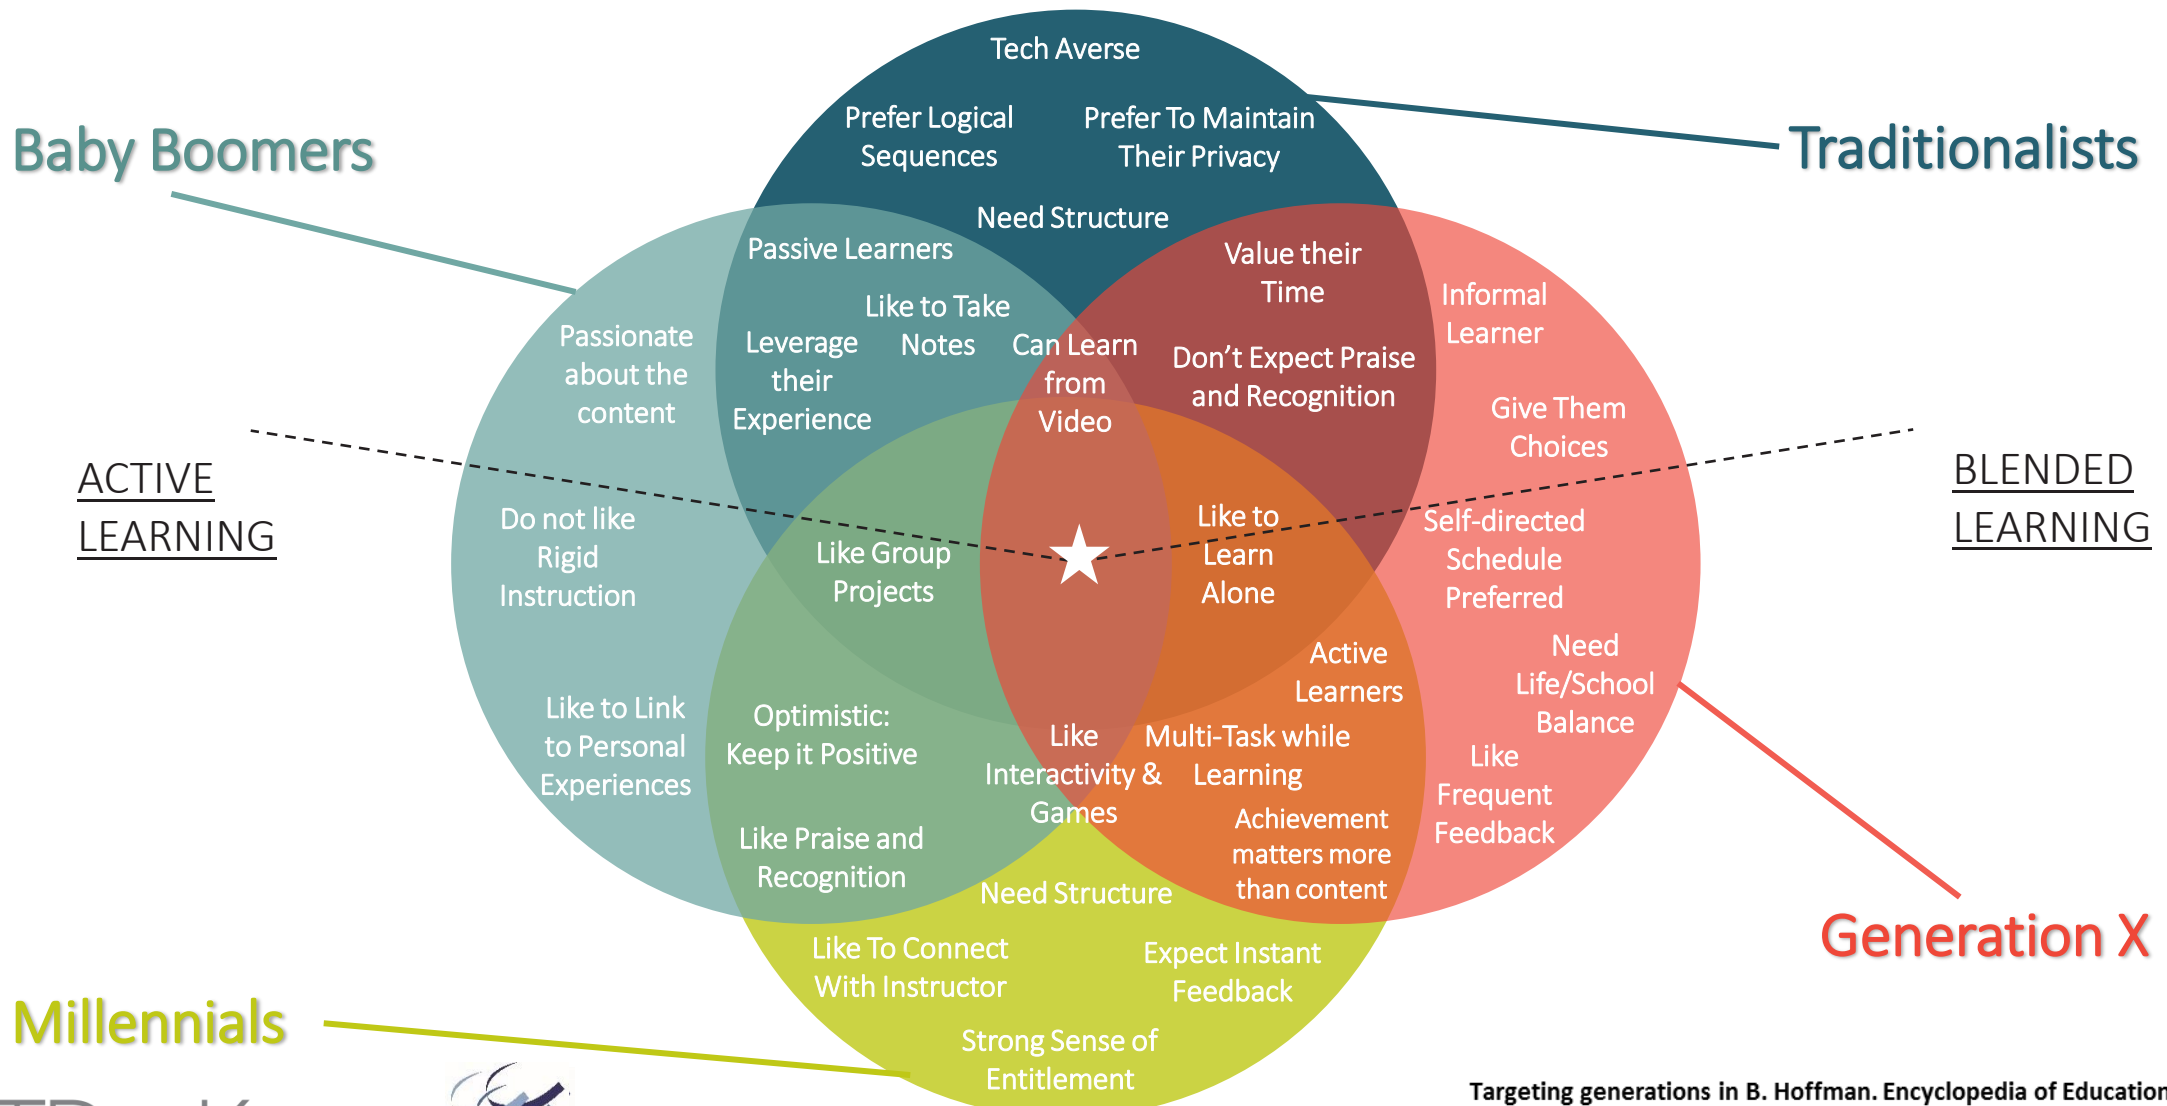 Baby Boomers
Traditionalists
Tech Averse
Prefer Logical
Sequences
Prefer To Maintain
Their Privacy
Need Structure
Passive Learners
Like to Take
Notes
Leverage
their
Experience
Can Learn
from
Video
Value their
Time
Don’t Expect Praise
and Recognition
Informal
Learner
Give Them
Choices
Passionate
about the
content
ACTIVE
LEARNING
BLENDED
LEARNING
Do not like
Rigid
Instruction
Like Group
Projects
Like to
Learn
Alone
Self-directed
Schedule
Preferred
Active
Learners
Need
Life/School
Balance
Like to Link
to Personal
Experiences
Optimistic:
Keep it Positive
Like
Interactivity &
Games
Multi-Task while
Learning
Like
Frequent
Feedback
Like Praise and
Recognition
Achievement
matters more
than content
Need Structure
Like To Connect
With Instructor
Expect Instant
Feedback
Strong Sense of
Entitlement
Generation X
Millennials
Targeting generations in B. Hoffman. Encyclopedia of Education